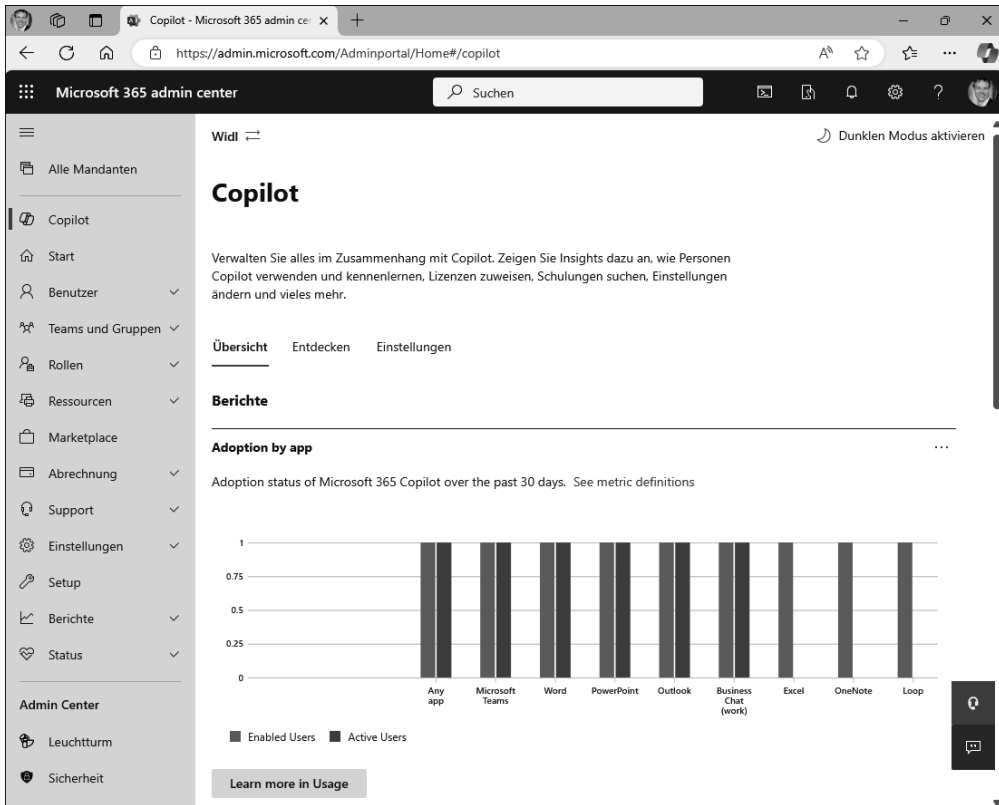 Copilot - Microsoft 365 admin cer
https://admin.microsoft.com/Adminportal/Home#/copilot
Microsoft 365 admin center
Suchen
Widl
Dunklen Modus aktivieren
Alle Mandanten
Copilot
Start
Benutzer
Teams und Gruppen
Rollen
Ressourcen
Marketplace
Abrechnung
Support
Einstellungen
Setup
Berichte
Status
Admin Center
Leuchtturm
Sicherheit
Copilot
Verwalten Sie alles im Zusammenhang mit Copilot. Zeigen Sie Insights dazu an, wie Personen
Copilot verwenden und kennenlernen, Lizenzen zuweisen, Schulungen suchen, Einstellungen
ändern und vieles mehr.
Übersicht Entdecken Einstellungen
Berichte
Adoption by app
Adoption status of Microsoft 365 Copilot over the past 30 days. See metric definitions
1
0.75
0.5
0.25
0
Any
app
Microsoft
Teams
Word
PowerPoint
Outlook
Business
Chat
(work)
Excel
OneNote
Loop
Enabled Users Active Users
Learn more in Usage